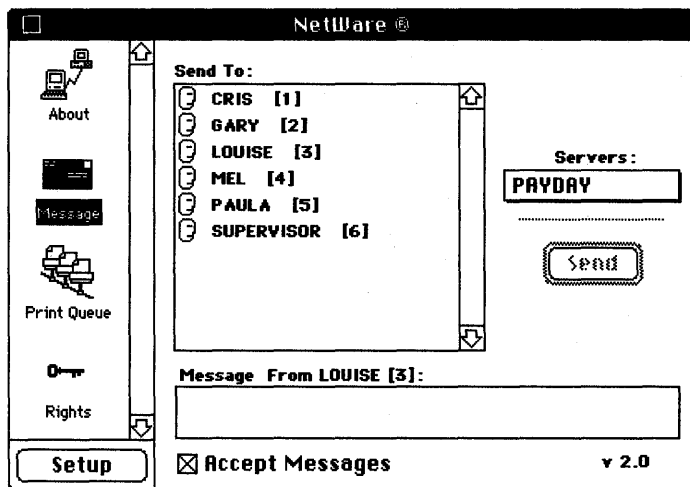 NetWare ®
About
Message
Print Queue
Rights
Setup
Send To:
CRIS [1]
GARY [2]
LOUISE [3]
MEL [4]
PAULA [5]
SUPERVISOR [6]
Servers:
PAYDAY
Send
Message From LOUISE [3]:
Accept Messages
v 2.0